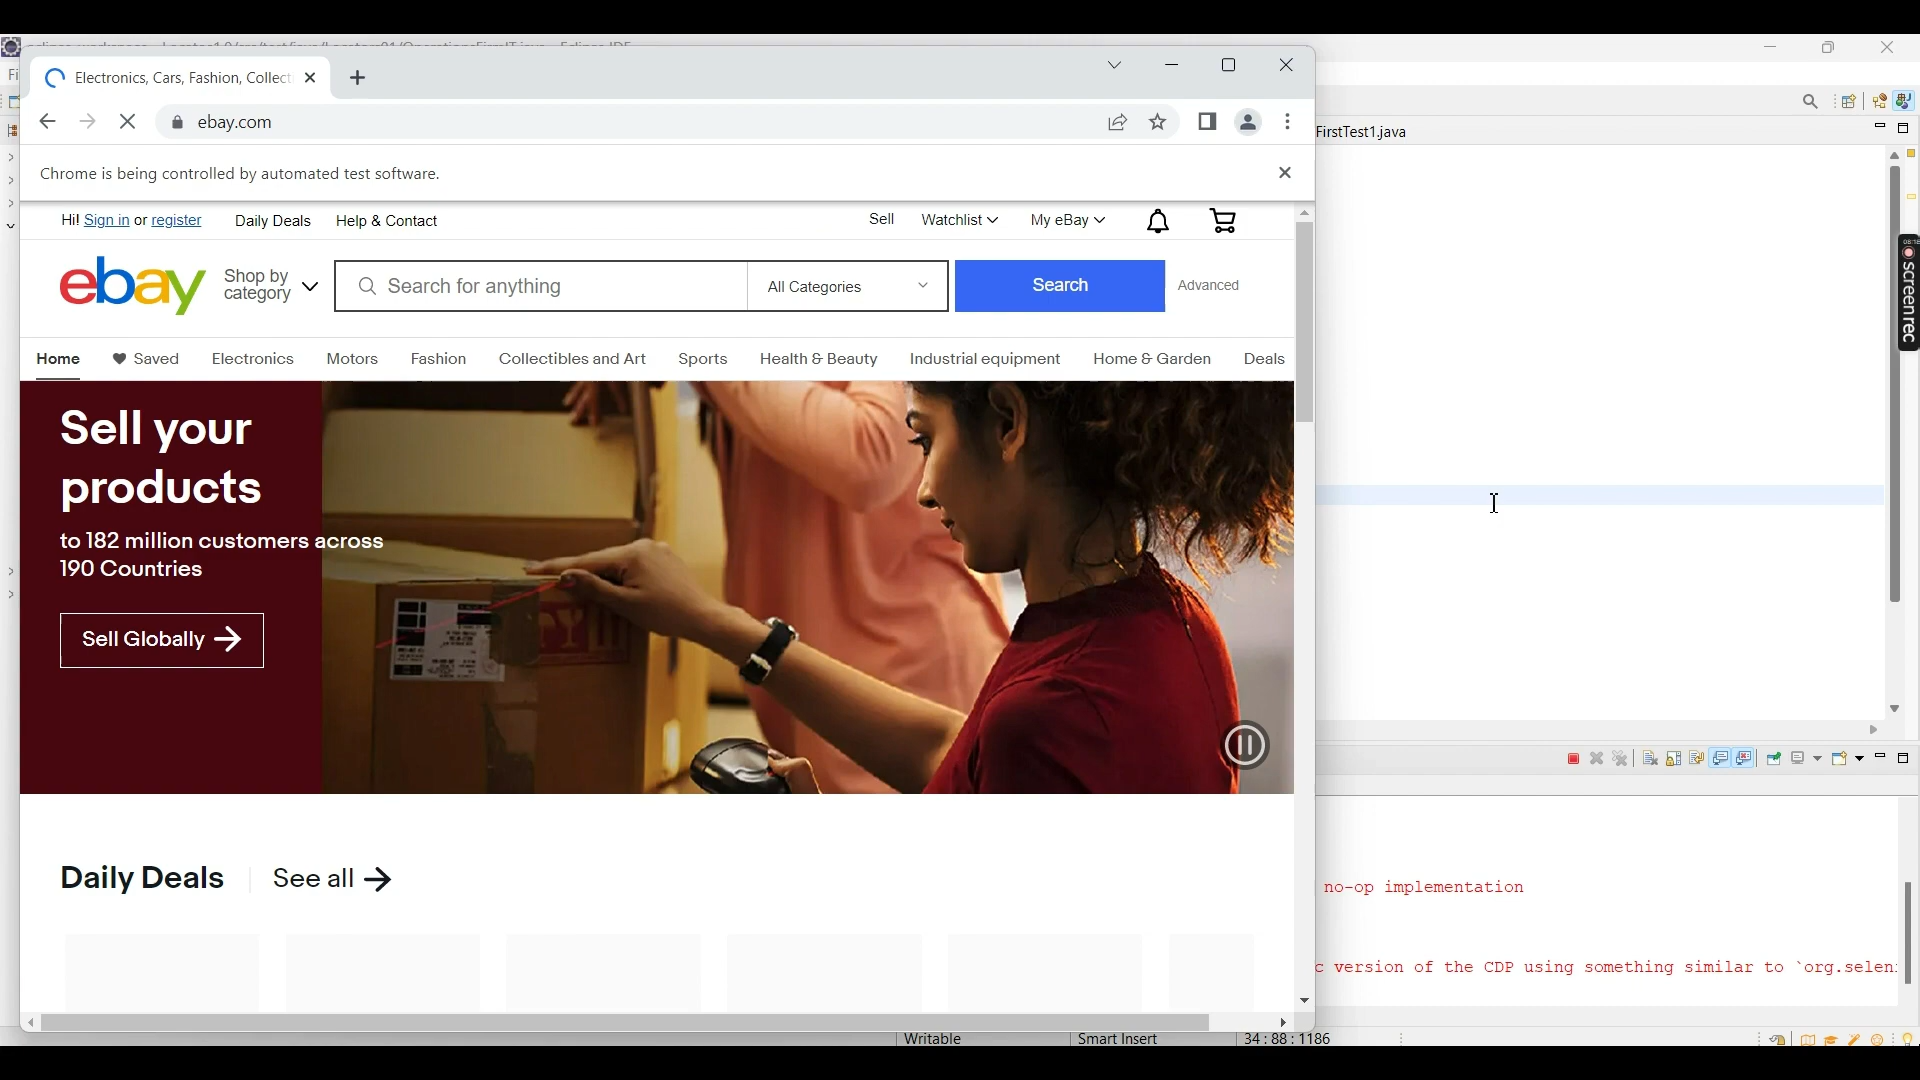 Electronics, Cars, Fashion, Collect
ebay.com
FirstTest1.java
Chrome is being controlled by automated test software.
Hi! Sign in or register Daily Deals Help & Contact Sell Watchlist My eBay
ebay Shop by category Search for anything All Categories Search Advanced
Home Saved Electronics Motors Fashion Collectibles and Art Sports Health & Beauty Industrial equipment Home & Garden Deals
Sell your
products
to 182 million customers across
190 Countries
Sell Globally
Daily Deals See all
screenrec
no-op implementation
version of the CDP using something similar to `org.selen
Writable Smart Insert 34 : 88 : 1186